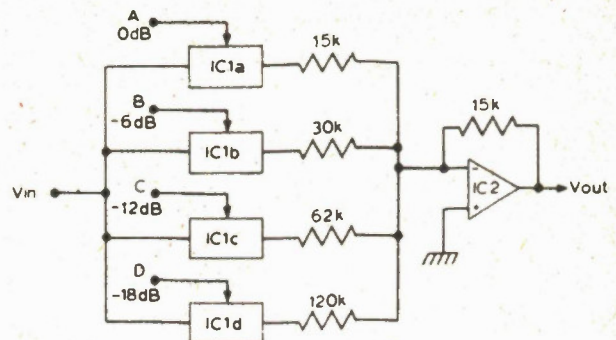 A
0dB
IC1a
15k
B
-6dB
IC1b
30k
15k
Vin
C
-12dB
IC1c
62k
-
IC2
+
Vout
D
-18dB
IC1d
120k